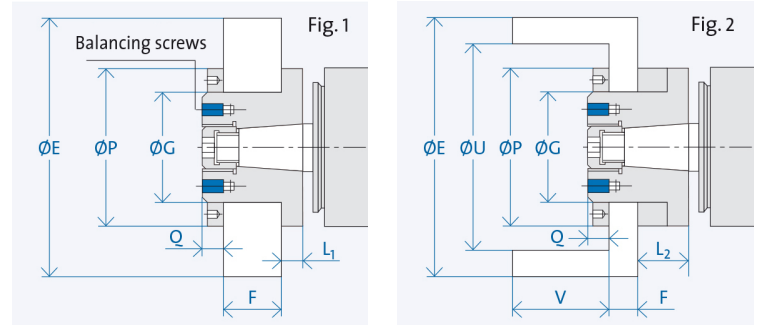 Fig. 1
Balancing screws
ØE
ØP
ØG
Q
L₁
F
Fig. 2
ØE
ØU
ØP
ØG
Q
L₂
V
F